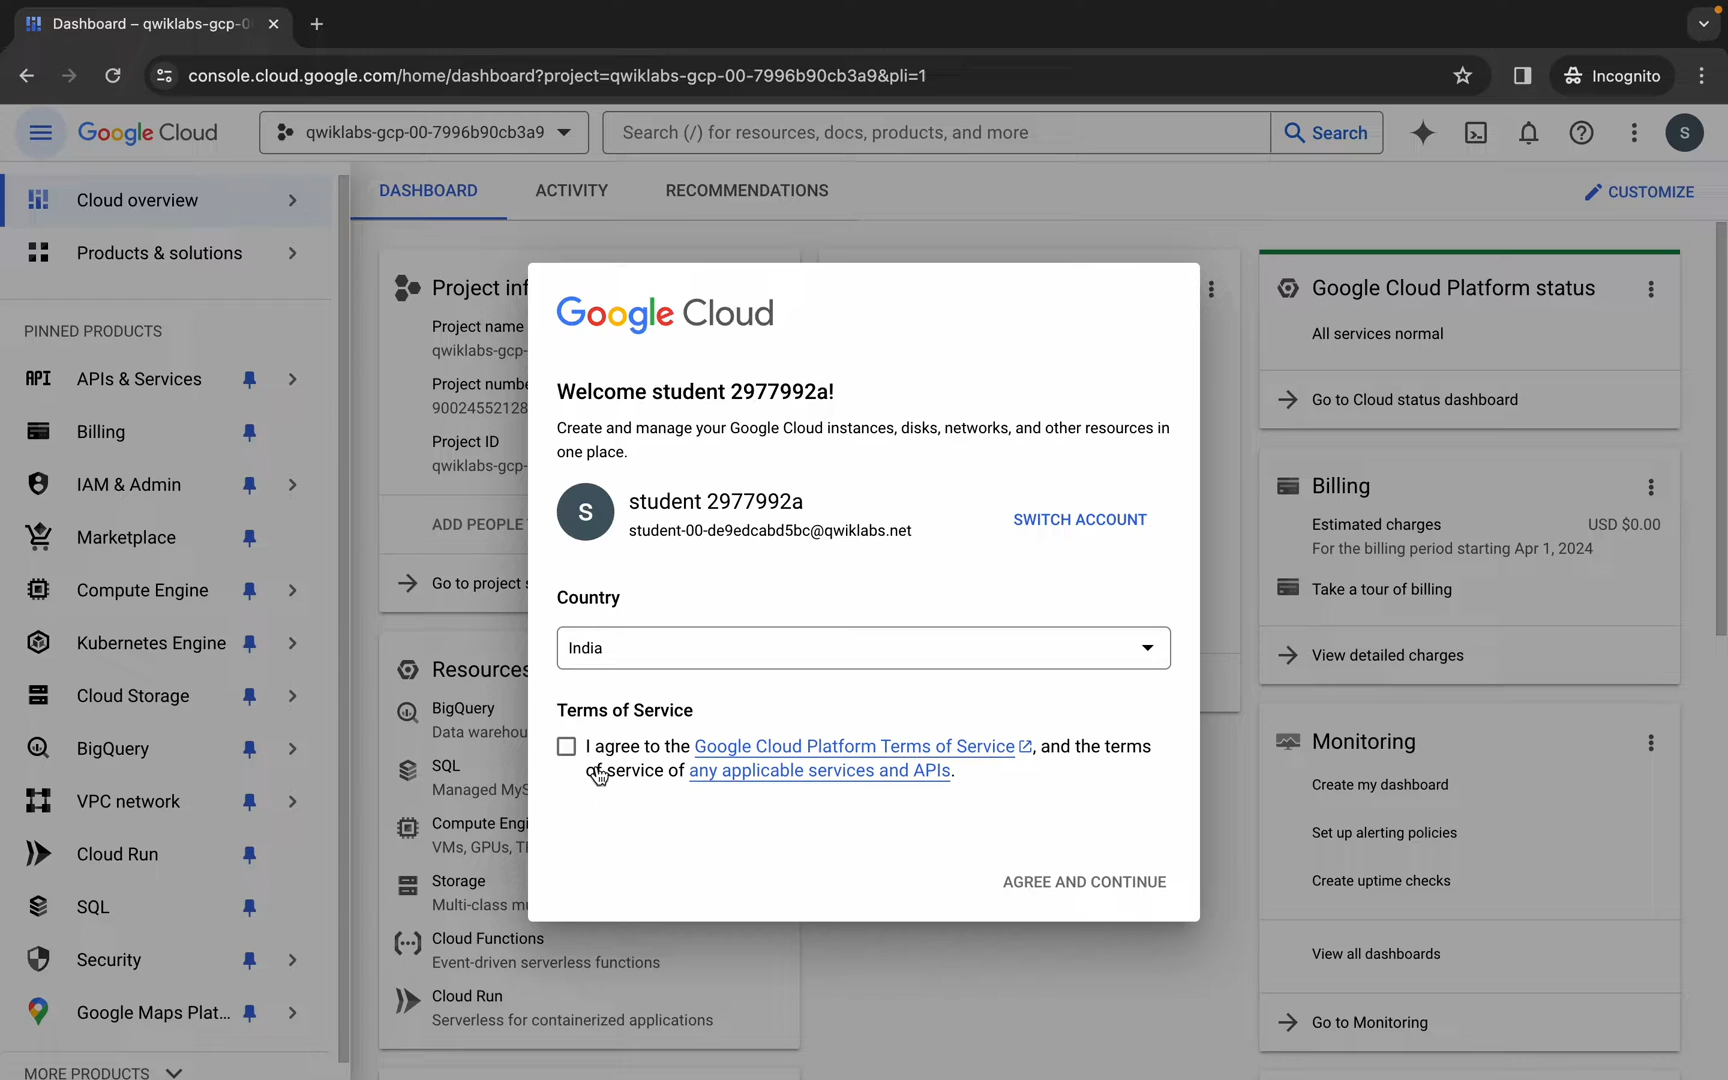 Dashboard – qwiklabs-gcp-0
console.cloud.google.com/home/dashboard?project=qwiklabs-gcp-00-7996b90cb3a9&pli=1
Incognito
Google Cloud
qwiklabs-gcp-00-7996b90cb3a9
Search (/) for resources, docs, products, and more
Search
S
Cloud overview
Products & solutions
PINNED PRODUCTS
API
APIs & Services
Billing
IAM & Admin
Marketplace
Compute Engine
Kubernetes Engine
Cloud Storage
BigQuery
VPC network
Cloud Run
SQL
Security
Google Maps Plat...
MORE PRODUCTS
DASHBOARD
ACTIVITY
RECOMMENDATIONS
CUSTOMIZE
Project inf
Project name
qwiklabs-gcp-
Project numbe
90024552128
Project ID
qwiklabs-gcp-
ADD PEOPLE
Go to project s
Resources
BigQuery
Data warehou
SQL
Managed MyS
Compute Engi
VMs, GPUs, TP
Storage
Multi-class mu
Cloud Functions
Event-driven serverless functions
Cloud Run
Serverless for containerized applications
Google Cloud
Welcome student 2977992a!
Create and manage your Google Cloud instances, disks, networks, and other resources in
one place.
S
student 2977992a
student-00-de9edcabd5bc@qwiklabs.net
SWITCH ACCOUNT
Country
India
Terms of Service
I agree to the Google Cloud Platform Terms of Service, and the terms
of service of any applicable services and APIs.
AGREE AND CONTINUE
Google Cloud Platform status
All services normal
Go to Cloud status dashboard
Billing
Estimated charges
USD $0.00
For the billing period starting Apr 1, 2024
Take a tour of billing
View detailed charges
Monitoring
Create my dashboard
Set up alerting policies
Create uptime checks
View all dashboards
Go to Monitoring